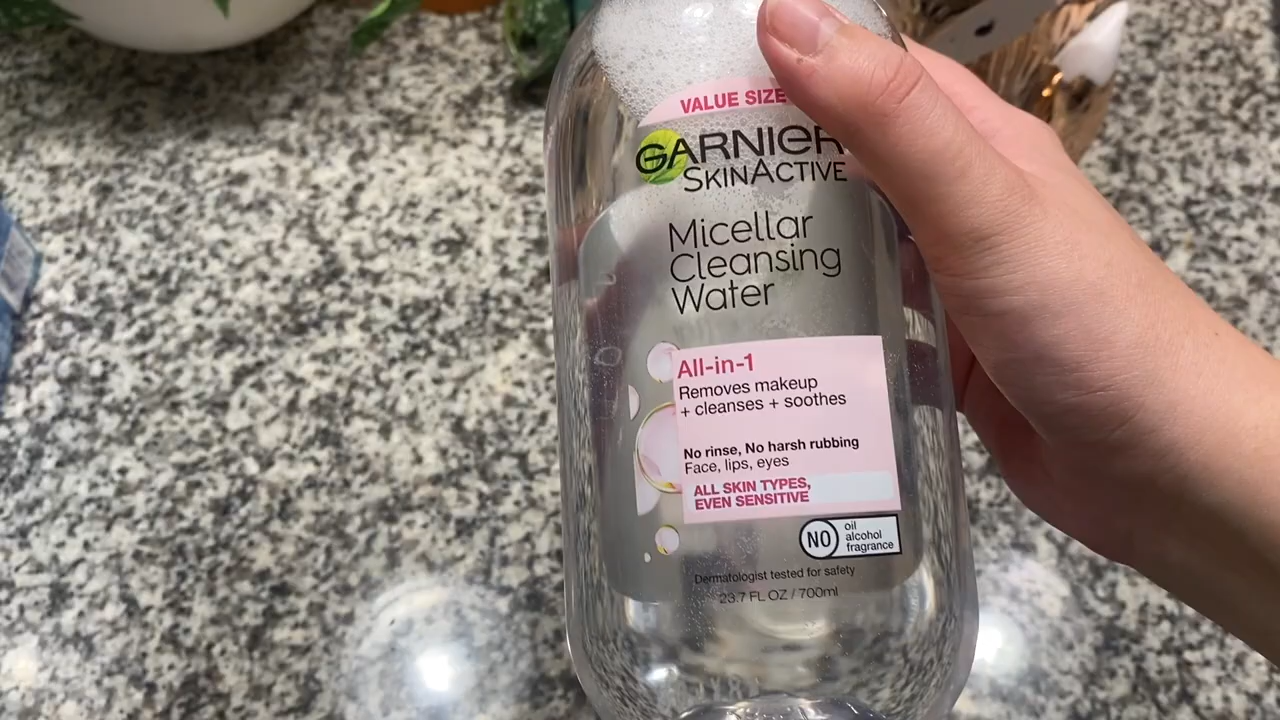 VALUE SIZE
GARNIER
SKINACTIVE
Micellar
Cleansing
Water
All-in-1
Removes makeup
+ cleanses + soothes
No rinse, No harsh rubbing
Face, lips, eyes
ALL SKIN TYPES,
EVEN SENSITIVE
NO
oil
alcohol
fragrance
Dermatologist tested for safety
23.7 FL OZ / 700ml